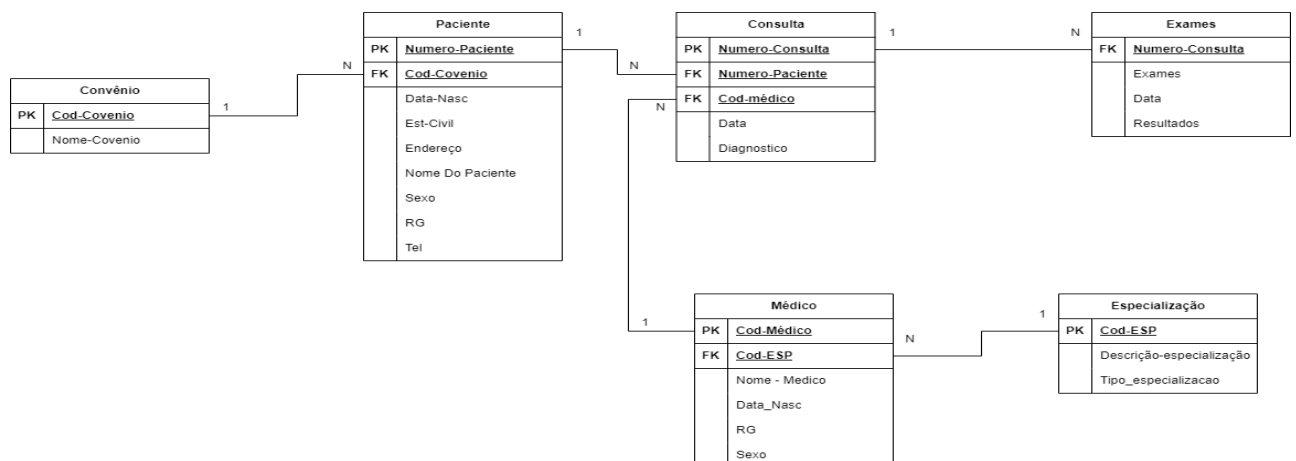 Convênio
PK Cod-Covenio
Nome-Covenio
1
N
Paciente
PK Numero-Paciente
FK Cod-Covenio
Data-Nasc
Est-Civil
Endereço
Nome Do Paciente
Sexo
RG
Tel
1
N
Consulta
PK Numero-Consulta
FK Numero-Paciente
FK Cod-médico
Data
Diagnostico
1
N
Exames
FK Numero-Consulta
Exames
Data
Resultados
N
1
Médico
PK Cod-Médico
FK Cod-ESP
Nome - Medico
Data_Nasc
RG
Sexo
N
1
Especialização
PK Cod-ESP
Descrição-especialização
Tipo_especializacao